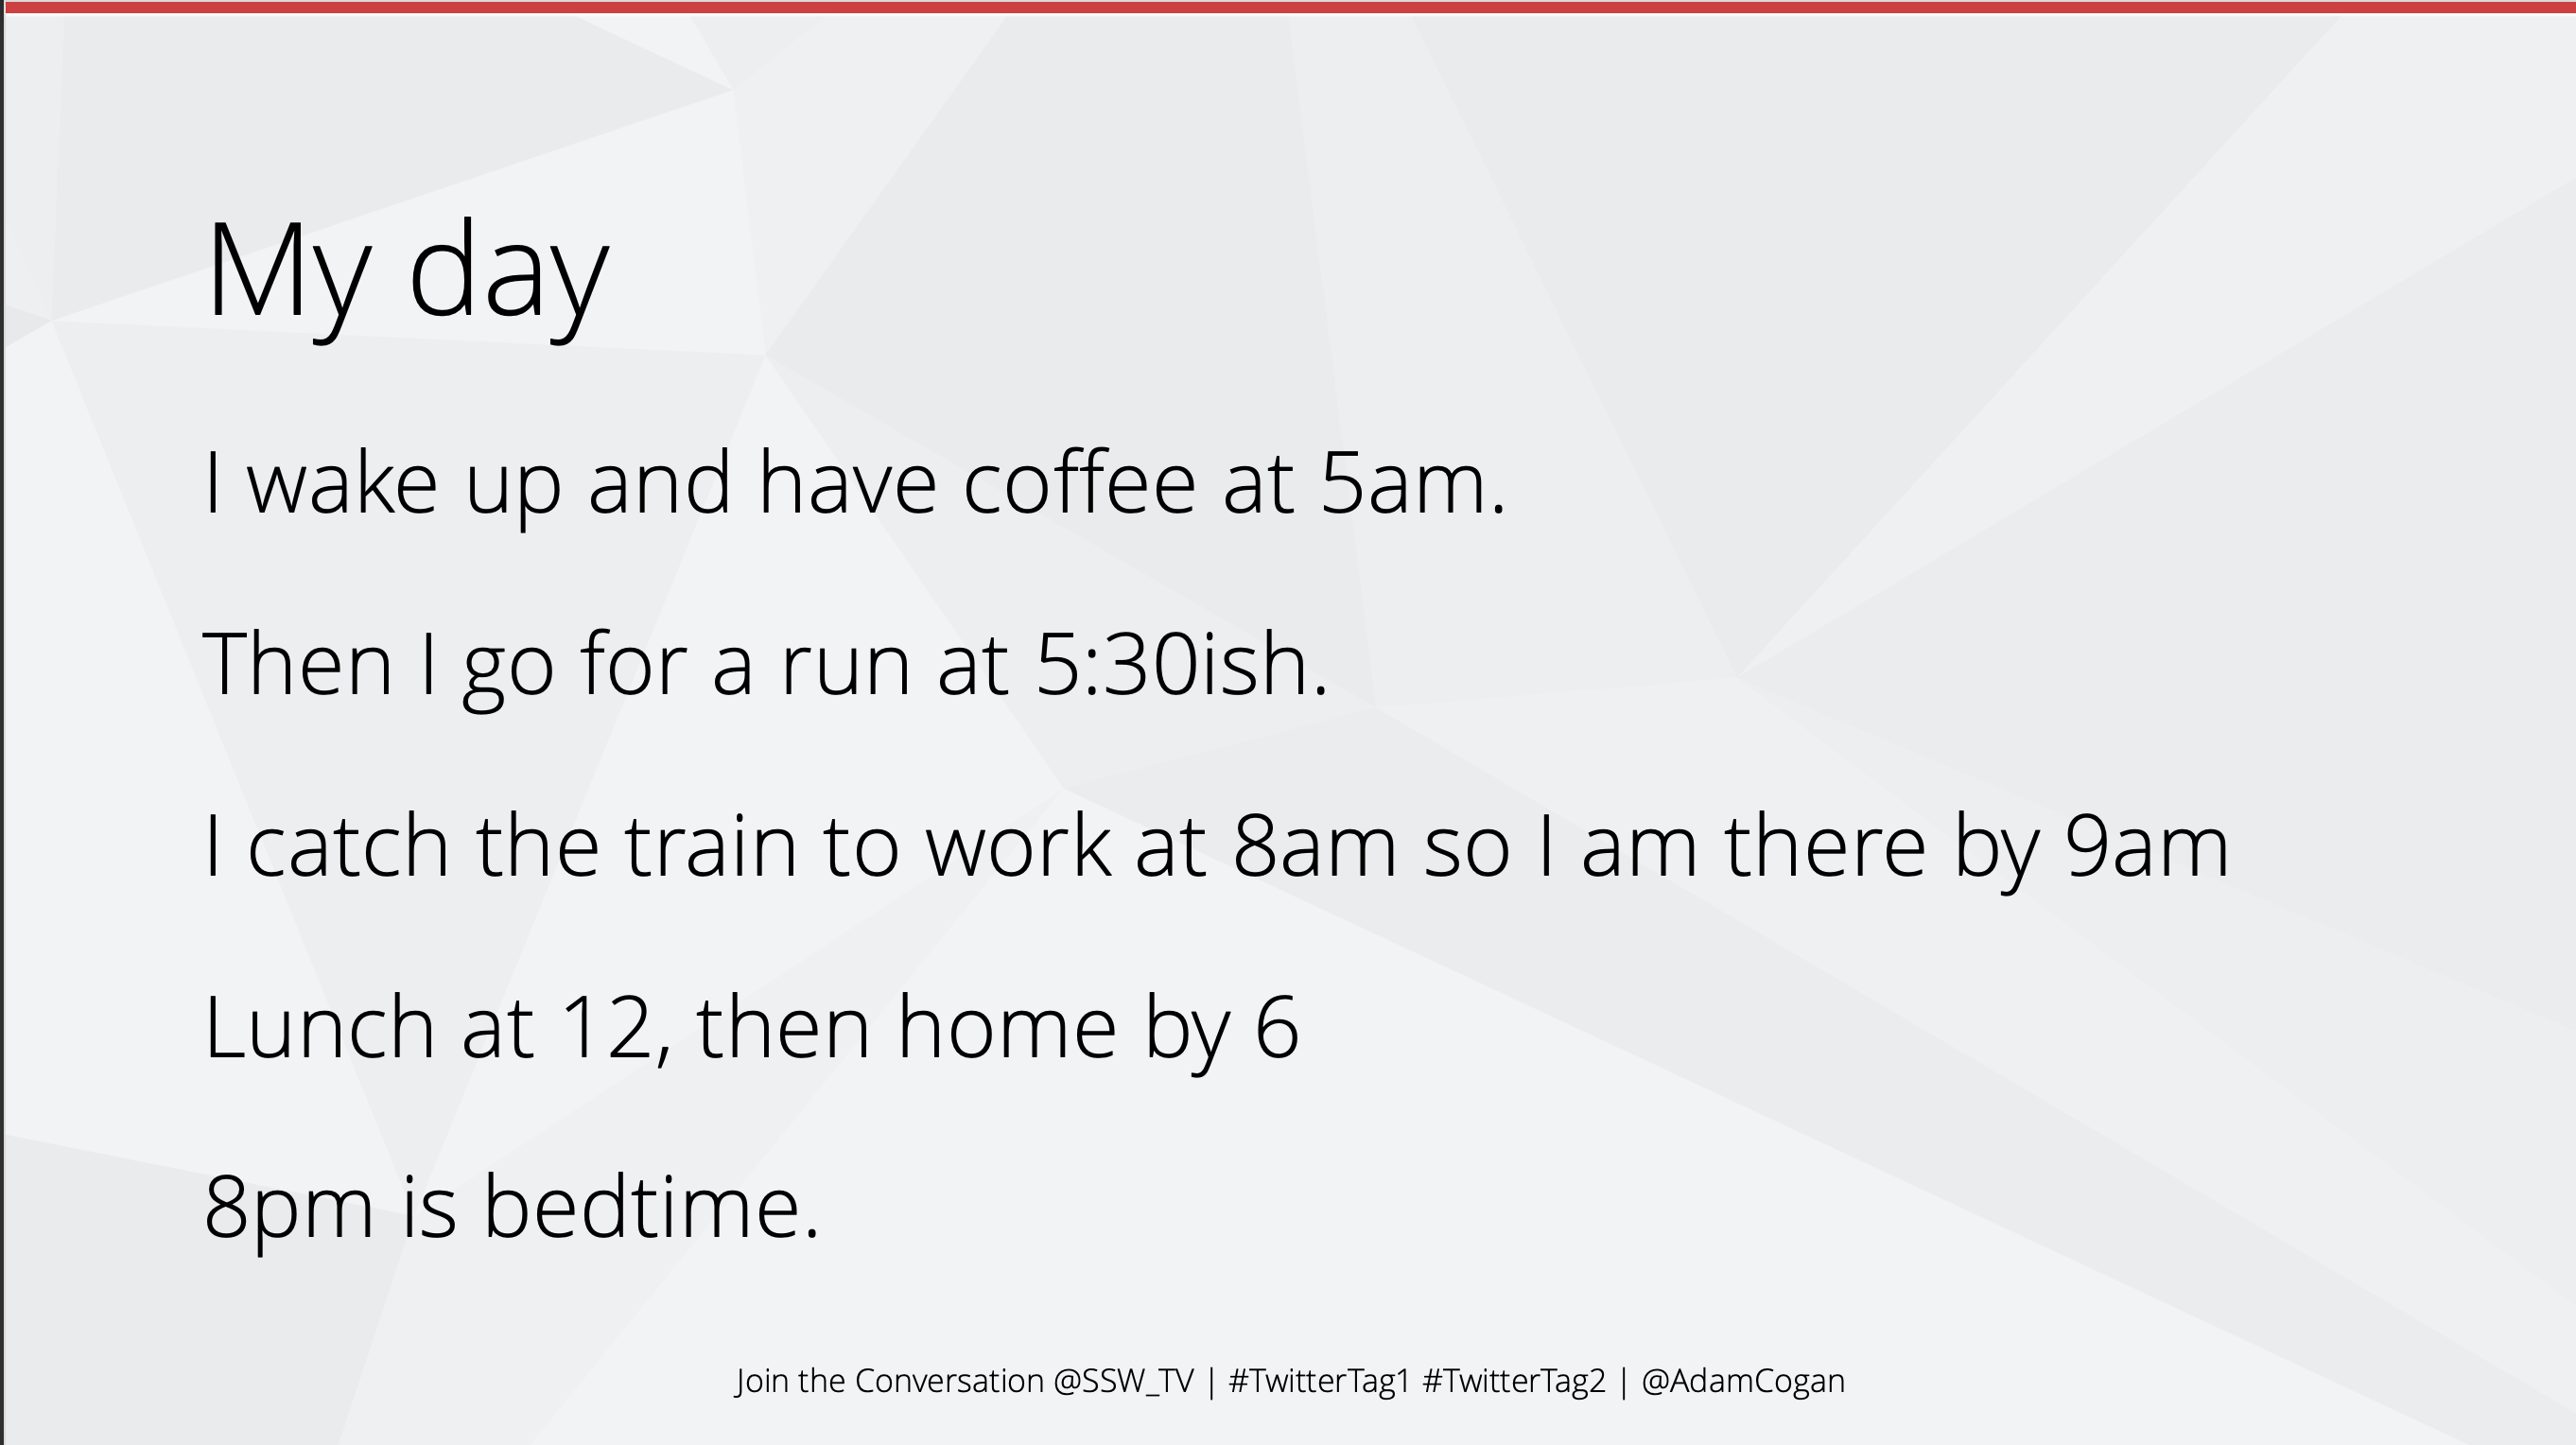 My day
I wake up and have coffee at 5am.
Then I go for a run at 5:30ish.
I catch the train to work at 8am so I am there by 9am
Lunch at 12, then home by 6
8pm is bedtime.
Join the Conversation @SSW_TV | #TwitterTag1 #TwitterTag2 | @AdamCogan